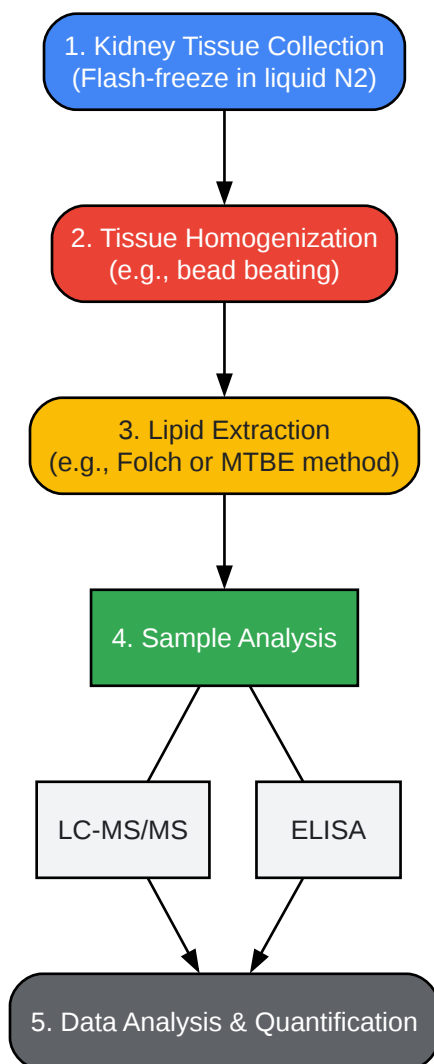 1. Kidney Tissue Collection
(Flash-freeze in liquid N2)
2. Tissue Homogenization
(e.g., bead beating)
3. Lipid Extraction
(e.g., Folch or MTBE method)
4. Sample Analysis
LC-MS/MS
ELISA
5. Data Analysis & Quantification